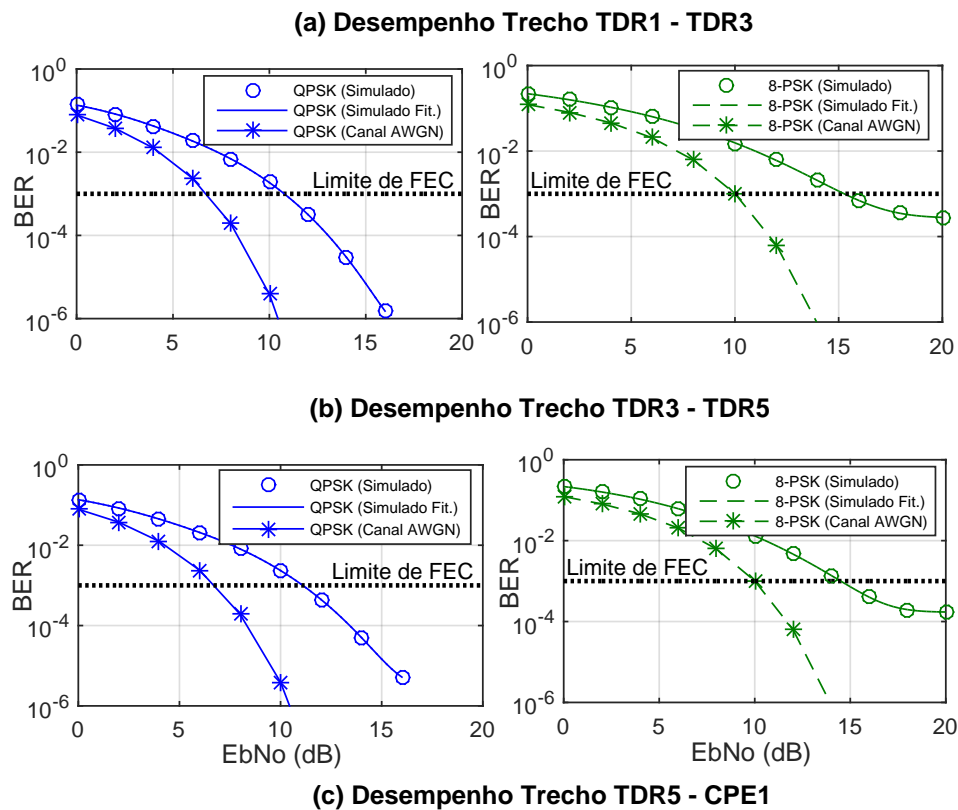 (a) Desempenho Trecho TDR1 - TDR3
10^0
10^-2
10^-4
10^-6
BER
QPSK (Simulado)
QPSK (Simulado Fit.)
QPSK (Canal AWGN)
Limite de FEC
0 5 10 15 20
10^0
10^-2
10^-4
10^-6
BER
8-PSK (Simulado)
8-PSK (Simulado Fit.)
8-PSK (Canal AWGN)
Limite de FEC
0 5 10 15 20
(b) Desempenho Trecho TDR3 - TDR5
10^0
10^-2
10^-4
10^-6
BER
QPSK (Simulado)
QPSK (Simulado Fit.)
QPSK (Canal AWGN)
Limite de FEC
0 5 10 15 20
EbNo (dB)
10^0
10^-2
10^-4
10^-6
BER
8-PSK (Simulado)
8-PSK (Simulado Fit.)
8-PSK (Canal AWGN)
Limite de FEC
0 5 10 15 20
EbNo (dB)
(c) Desempenho Trecho TDR5 - CPE1